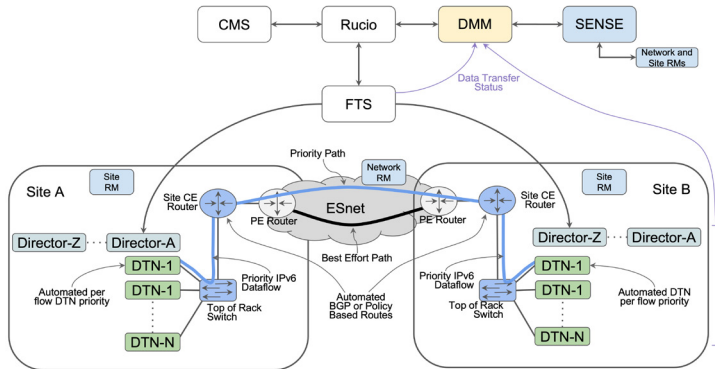 CMS
Rucio
DMM
SENSE
Network and
Site RMs
Data Transfer
Status
FTS
Priority Path
Network
RM
Site A
Site
RM
Site CE
Router
PE Router
ESnet
PE Router
Best Effort Path
Site CE
Router
Site
RM
Site B
Director-Z
Director-A
DTN-1
DTN-1
DTN-N
Automated per
flow DTN priority
Priority IPv6
Dataflow
Top of Rack
Switch
Automated
BGP or Policy
Based Routes
Priority IPv6
Dataflow
Top of Rack
Switch
Director-Z
Director-A
DTN-1
DTN-1
DTN-N
Automated DTN
per flow priority